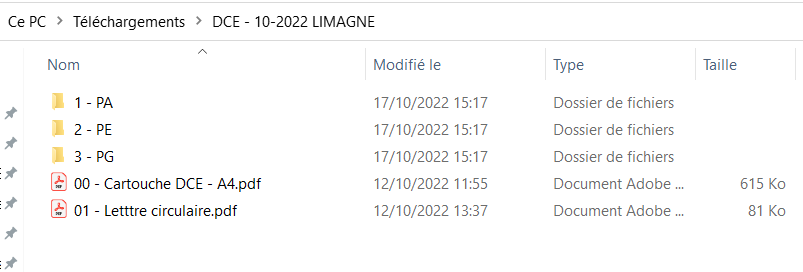 Ce PC > Téléchargements > DCE - 10-2022 LIMAGNE
Nom Modifié le Type Taille
1 - PA 17/10/2022 15:17 Dossier de fichiers
2 - PE 17/10/2022 15:17 Dossier de fichiers
3 - PG 17/10/2022 15:17 Dossier de fichiers
00 - Cartouche DCE - A4.pdf 12/10/2022 11:55 Document Adobe ... 615 Ko
01 - Letttre circulaire.pdf 12/10/2022 13:37 Document Adobe ... 81 Ko